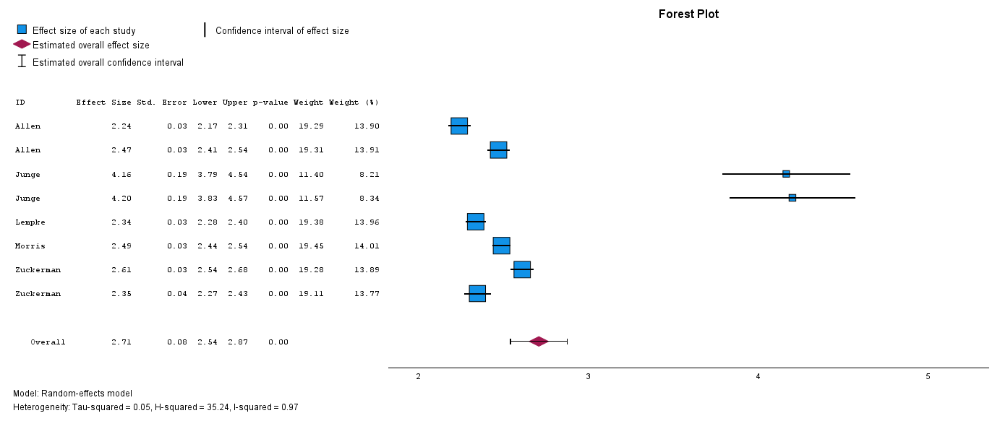 Forest Plot
Effect size of each study
Confidence interval of effect size
Estimated overall effect size
Estimated overall confidence interval
ID Effect Size Std. Error Lower Upper p-value Weight Weight (%)
Allen 2.24 0.03 2.17 2.31 0.00 19.29 13.90
Allen 2.47 0.03 2.41 2.54 0.00 19.31 13.91
Junge 4.16 0.19 3.79 4.54 0.00 11.40 8.21
Junge 4.20 0.19 3.83 4.57 0.00 11.57 8.34
Lempke 2.34 0.03 2.28 2.40 0.00 19.38 13.96
Morris 2.49 0.03 2.44 2.54 0.00 19.45 14.01
Zuckerman 2.61 0.03 2.54 2.68 0.00 19.28 13.89
Zuckerman 2.35 0.04 2.27 2.43 0.00 19.11 13.77
Overall 2.71 0.08 2.54 2.87 0.00
2 3 4 5
Model: Random-effects model
Heterogeneity: Tau-squared = 0.05, H-squared = 35.24, I-squared = 0.97